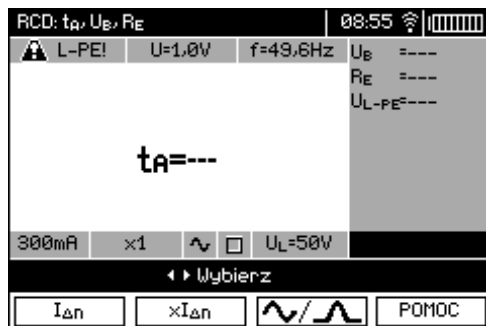 RCD: tA, UB, RE 08:55
L-PE! U=1,0V f=49,6Hz
UB =---
RE =---
UL-PE=---
tA=---
300mA x1 UL=50V
Wybierz
IΔn xIΔn POMOC